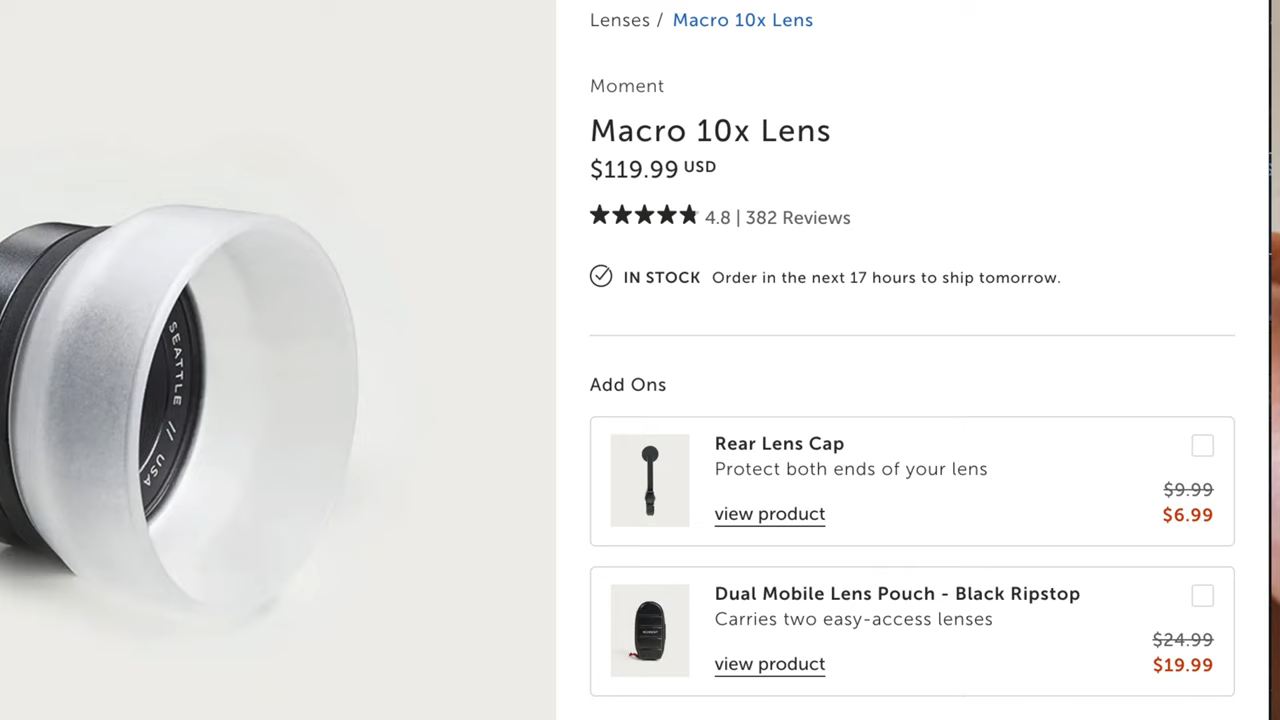 Lenses / Macro 10x Lens
Moment
Macro 10x Lens
$119.99 USD
4.8 | 382 Reviews
IN STOCK Order in the next 17 hours to ship tomorrow.
SEATTLE // USA
Add Ons
Rear Lens Cap
Protect both ends of your lens
$9.99
view product
$6.99
Dual Mobile Lens Pouch - Black Ripstop
Carries two easy-access lenses
$24.99
view product
$19.99